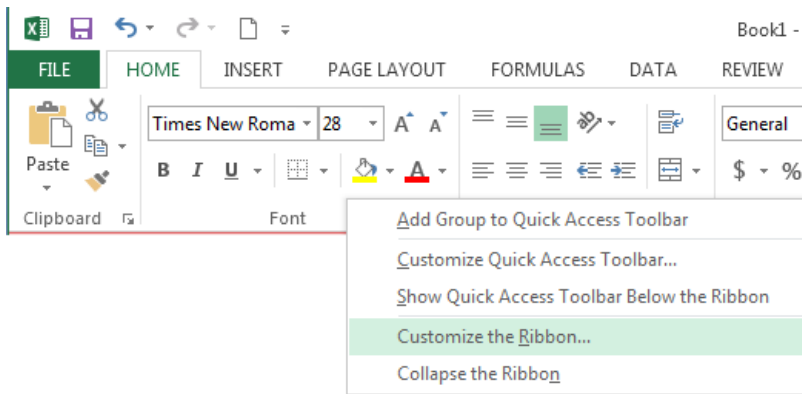 Book1 -
FILE HOME INSERT PAGE LAYOUT FORMULAS DATA REVIEW
Times New Roma 28 A A General
Paste B I U A $ %
Clipboard Font
Add Group to Quick Access Toolbar
Customize Quick Access Toolbar...
Show Quick Access Toolbar Below the Ribbon
Customize the Ribbon...
Collapse the Ribbon